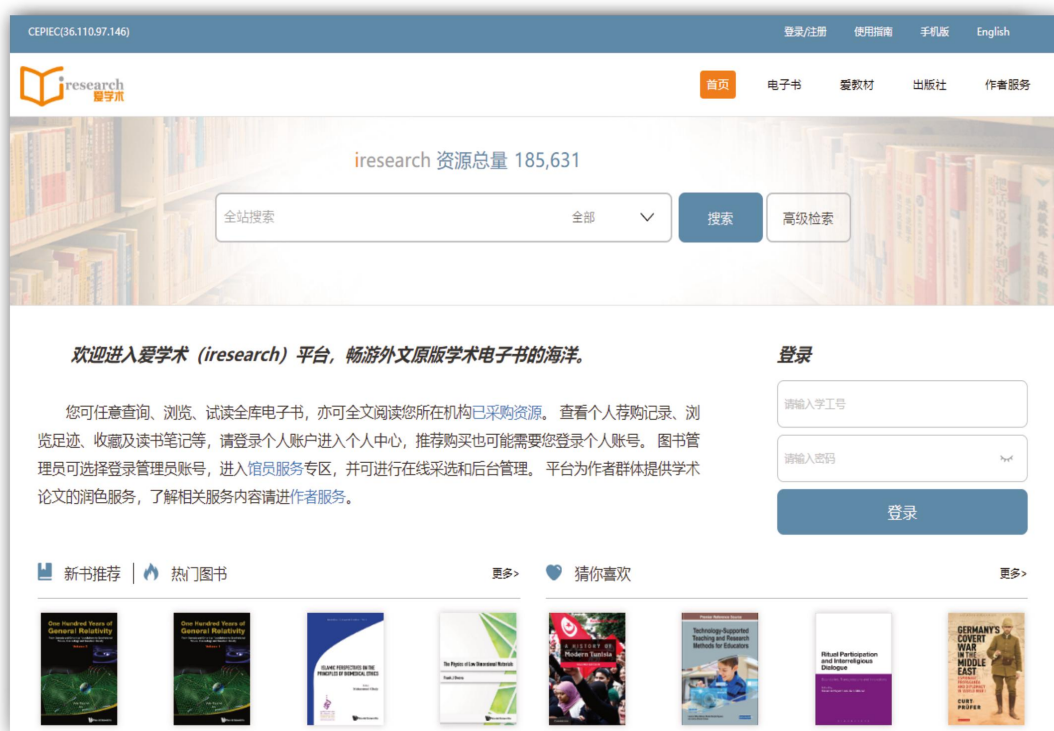 CEPIEC(36.110.97.146)
登录/注册 使用指南 手机版 English
iresearch
爱学术
首页 电子书 爱教材 出版社 作者服务
iresearch 资源总量 185,631
全站搜索 全部 搜索 高级检索
欢迎进入爱学术（iresearch）平台，畅游外文原版学术电子书的海洋。
您可任意查询、浏览、试读全库电子书，亦可全文阅读您所在机构已采购资源。 查看个人荐购记录、浏
览足迹、收藏及读书笔记等，请登录个人账户进入个人中心，推荐购买也可能需要您登录个人账号。 图书管
理员可选择登录管理员账号，进入馆员服务专区，并可进行在线采选和后台管理。 平台为作者群体提供学术
论文的润色服务，了解相关服务内容请进作者服务。
登录
请输入学工号
请输入密码
登录
新书推荐 热门图书 更多>
猜你喜欢 更多>
One Hundred Years of
General Relativity
One Hundred Years of
General Relativity
ISLAMIC PERSPECTIVES ON THE
PRINCIPLES OF BIOMEDICAL ETHICS
The Physics of Low Dimensional Materials
A HISTORY OF
Modern Tunisia
Technology-Supported
Teaching and Research
Methods for Educators
Ritual Participation
and Interreligious
Dialogue
GERMANY'S
COVERT
WAR
IN THE
MIDDLE
EAST
CURT
PRÜFER